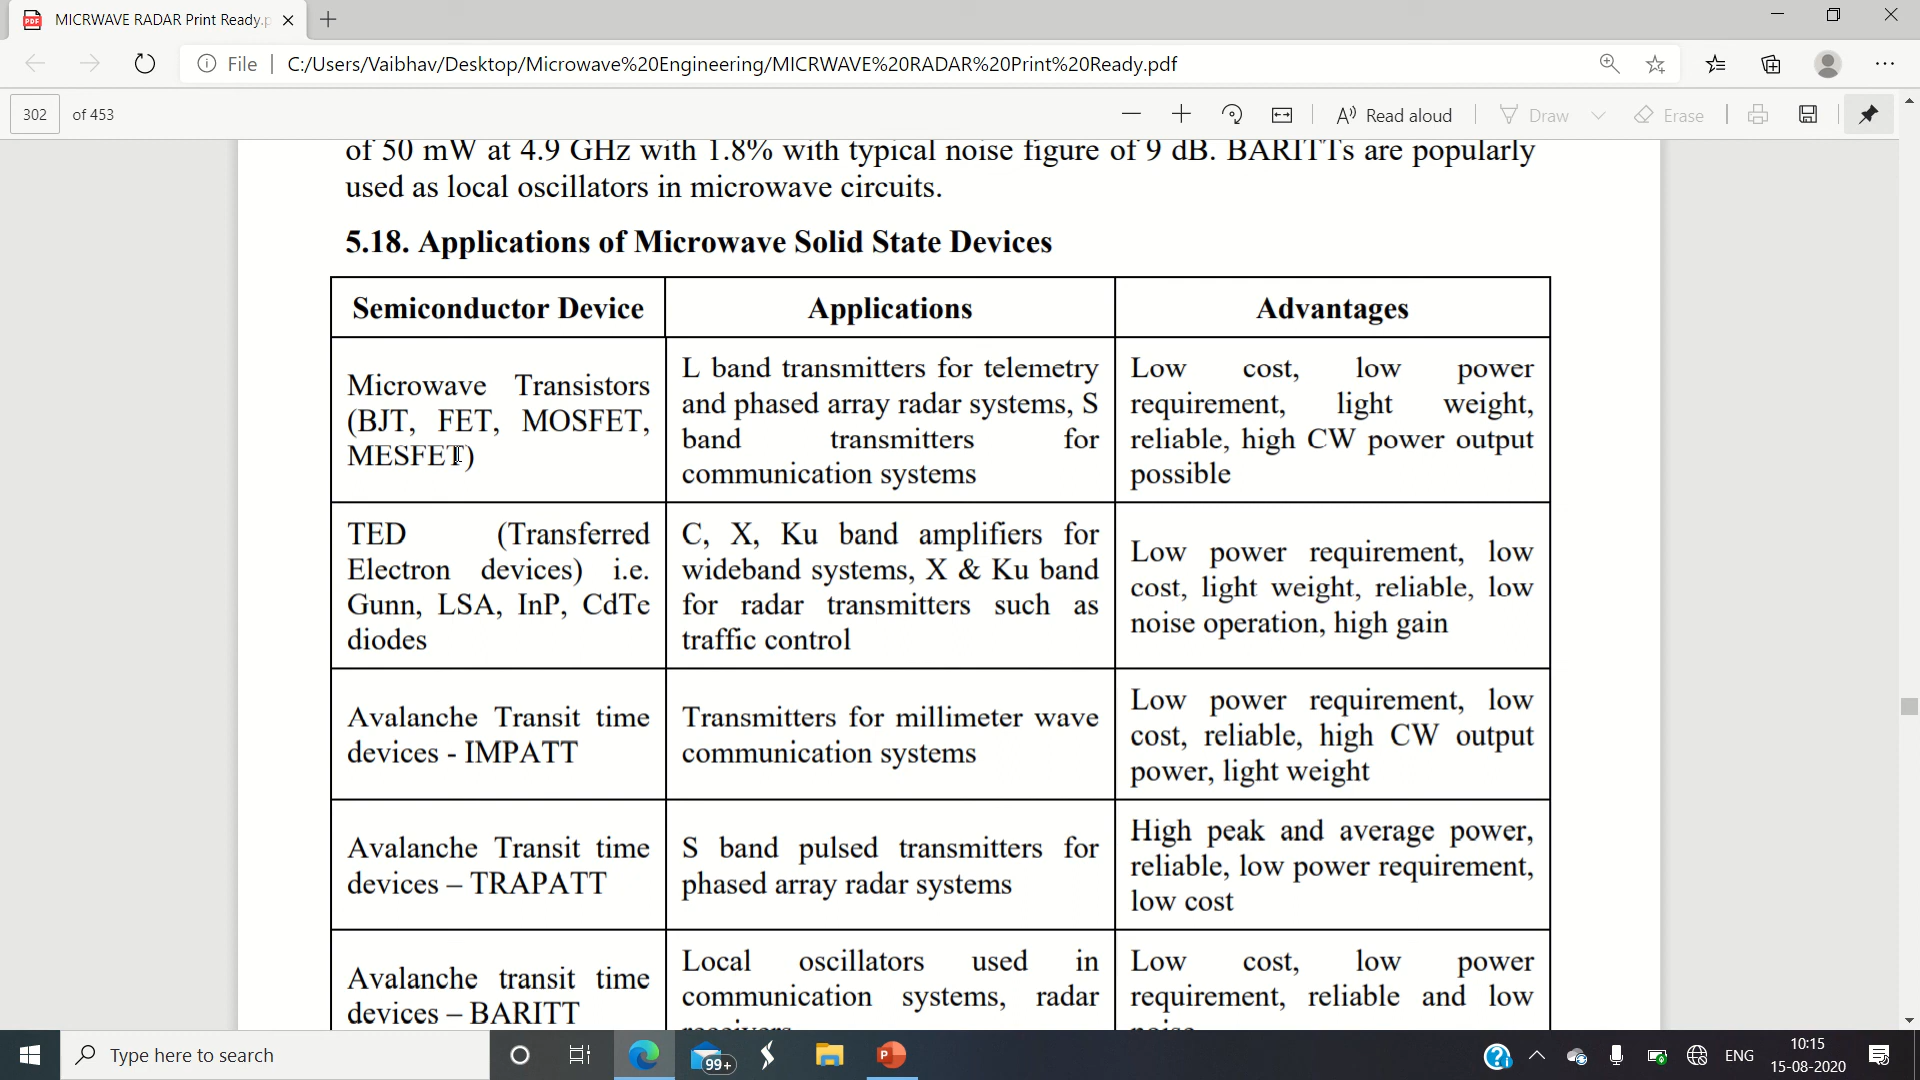 MICRWAVE RADAR Print Ready.p
File
C:/Users/Vaibhav/Desktop/Microwave%20Engineering/MICRWAVE%20RADAR%20Print%20Ready.pdf
302 of 453
Read aloud
Draw
Erase
of 50 mW at 4.9 GHz with 1.8% with typical noise figure of 9 dB. BARITTs are popularly
used as local oscillators in microwave circuits.
5.18. Applications of Microwave Solid State Devices
Semiconductor Device
Applications
Advantages
Microwave Transistors
(BJT, FET, MOSFET,
MESFET)
L band transmitters for telemetry
and phased array radar systems, S
band transmitters for
communication systems
Low cost, low power
requirement, light weight,
reliable, high CW power output
possible
TED (Transferred
Electron devices) i.e.
Gunn, LSA, InP, CdTe
diodes
C, X, Ku band amplifiers for
wideband systems, X & Ku band
for radar transmitters such as
traffic control
Low power requirement, low
cost, light weight, reliable, low
noise operation, high gain
Avalanche Transit time
devices - IMPATT
Transmitters for millimeter wave
communication systems
Low power requirement, low
cost, reliable, high CW output
power, light weight
Avalanche Transit time
devices – TRAPATT
S band pulsed transmitters for
phased array radar systems
High peak and average power,
reliable, low power requirement,
low cost
Avalanche transit time
devices – BARITT
Local oscillators used in
communication systems, radar
Low cost, low power
requirement, reliable and low
Type here to search
99+
ENG
10:15
15-08-2020